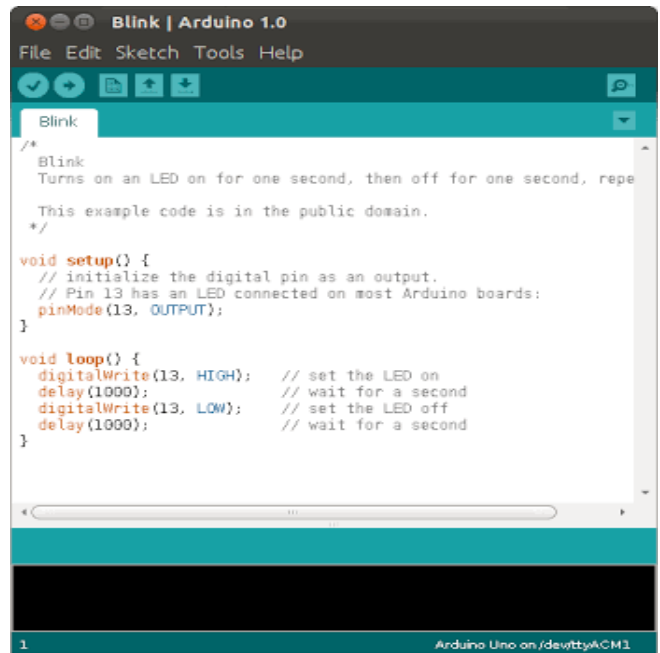 Blink | Arduino 1.0
File Edit Sketch Tools Help
Blink
/*
  Blink
  Turns on an LED on for one second, then off for one second, repe

  This example code is in the public domain.
 */

void setup() {
  // initialize the digital pin as an output.
  // Pin 13 has an LED connected on most Arduino boards:
  pinMode(13, OUTPUT);
}

void loop() {
  digitalWrite(13, HIGH);   // set the LED on
  delay(1000);              // wait for a second
  digitalWrite(13, LOW);    // set the LED off
  delay(1000);              // wait for a second
}
1
Arduino Uno on /dev/ttyACM1